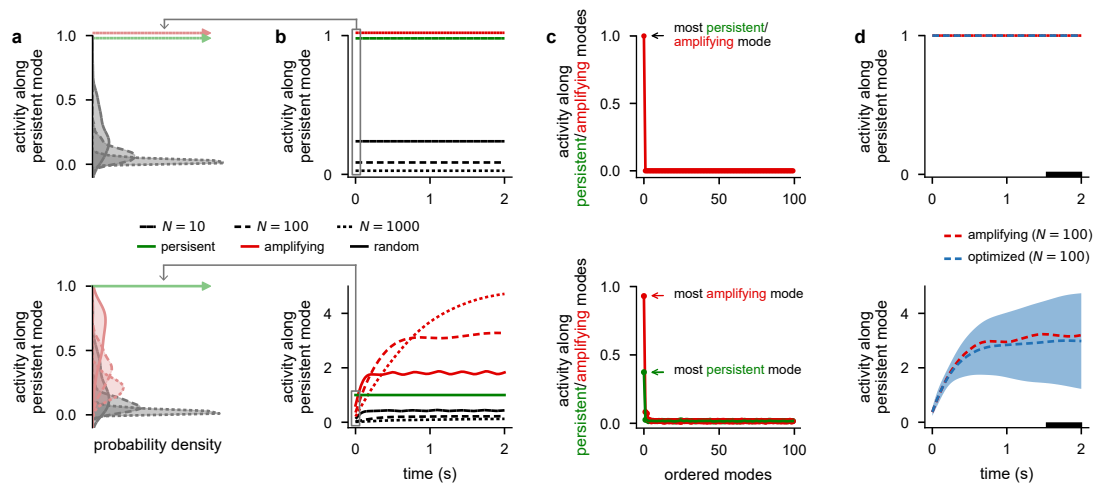 a
activity along
persistent mode
1.0
0.5
0.0
b
1
0
1
2
c
activity along
persistent/amplifying modes
1.0
0.5
0.0
0
50
100
most persistent/
amplifying mode
d
activity along
persistent mode
1
0
1
2
N = 10
N = 100
N = 1000
persisent
amplifying
random
amplifying (N = 100)
optimized (N = 100)
activity along
persistent mode
1.0
0.5
0.0
probability density
activity along
persistent mode
4
2
0
0
1
2
time (s)
activity along
persistent/amplifying modes
1.0
0.5
0.0
most amplifying mode
most persistent mode
0
50
100
ordered modes
activity along
persistent mode
4
2
0
0
1
2
time (s)
activity along
persistent mode
1
0